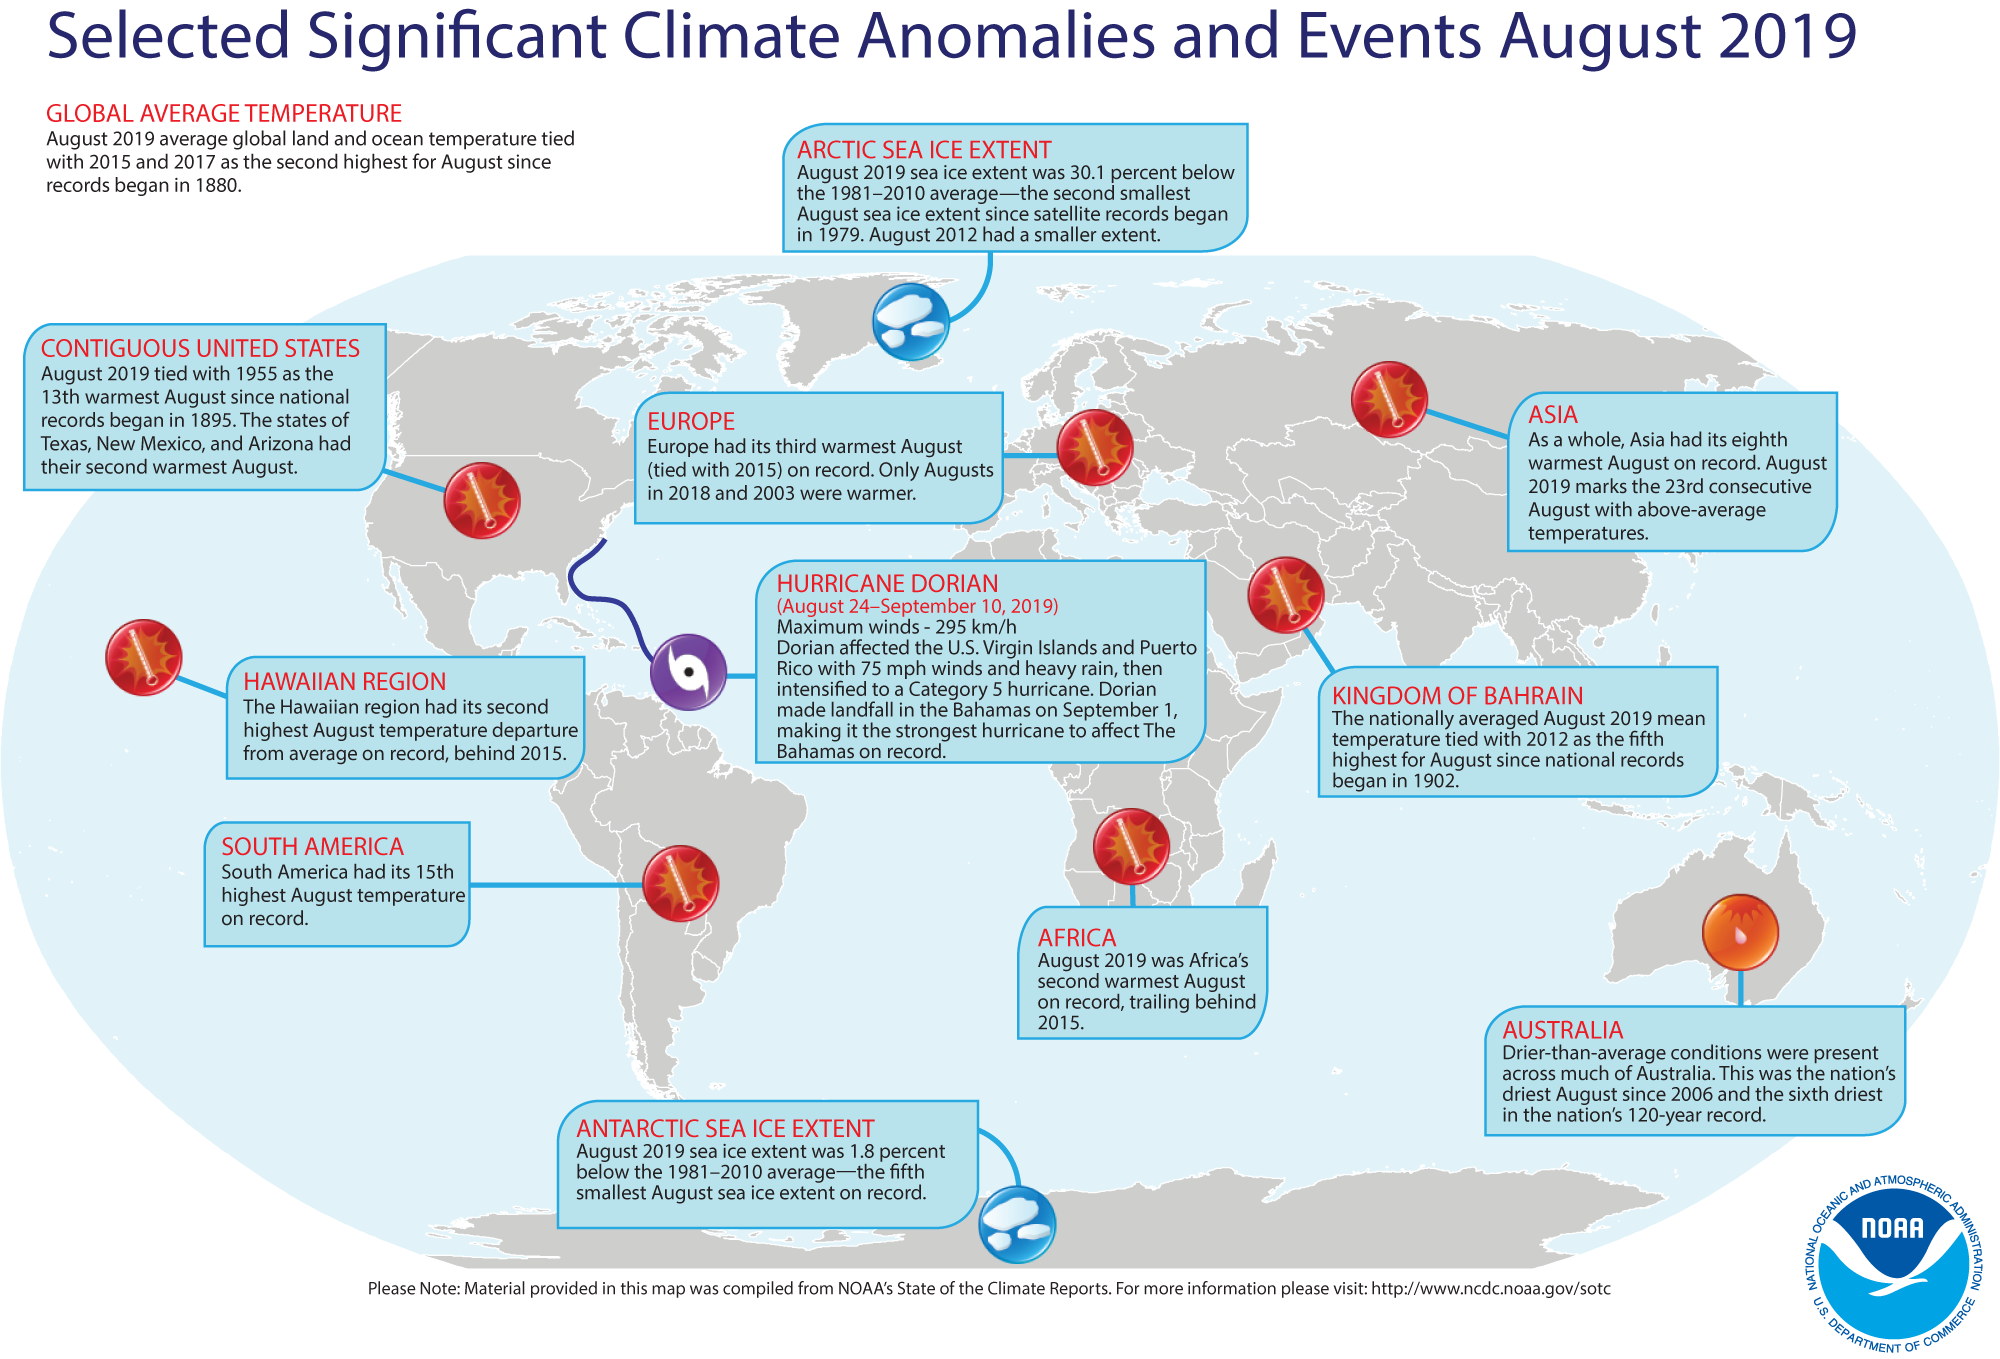 Selected Significant Climate Anomalies and Events August 2019
GLOBAL AVERAGE TEMPERATURE
August 2019 average global land and ocean temperature tied
with 2015 and 2017 as the second highest for August since
records began in 1880.
ARCTIC SEA ICE EXTENT
August 2019 sea ice extent was 30.1 percent below
the 1981–2010 average—the second smallest
August sea ice extent since satellite records began
in 1979. August 2012 had a smaller extent.
CONTIGUOUS UNITED STATES
August 2019 tied with 1955 as the
13th warmest August since national
records began in 1895. The states of
Texas, New Mexico, and Arizona had
their second warmest August.
EUROPE
Europe had its third warmest August
(tied with 2015) on record. Only Augusts
in 2018 and 2003 were warmer.
ASIA
As a whole, Asia had its eighth
warmest August on record. August
2019 marks the 23rd consecutive
August with above-average
temperatures.
HURRICANE DORIAN
(August 24–September 10, 2019)
Maximum winds - 295 km/h
Dorian affected the U.S. Virgin Islands and Puerto
Rico with 75 mph winds and heavy rain, then
intensified to a Category 5 hurricane. Dorian
made landfall in the Bahamas on September 1,
making it the strongest hurricane to affect The
Bahamas on record.
HAWAIIAN REGION
The Hawaiian region had its second
highest August temperature departure
from average on record, behind 2015.
KINGDOM OF BAHRAIN
The nationally averaged August 2019 mean
temperature tied with 2012 as the fifth
highest for August since national records
began in 1902.
SOUTH AMERICA
South America had its 15th
highest August temperature
on record.
AFRICA
August 2019 was Africa's
second warmest August
on record, trailing behind
2015.
AUSTRALIA
Drier-than-average conditions were present
across much of Australia. This was the nation's
driest August since 2006 and the sixth driest
in the nation's 120-year record.
ANTARCTIC SEA ICE EXTENT
August 2019 sea ice extent was 1.8 percent
below the 1981–2010 average—the fifth
smallest August sea ice extent on record.
NATIONAL OCEANIC AND ATMOSPHERIC ADMINISTRATION
NOAA
U.S. DEPARTMENT OF COMMERCE
Please Note: Material provided in this map was compiled from NOAA's State of the Climate Reports. For more information please visit: http://www.ncdc.noaa.gov/sotc